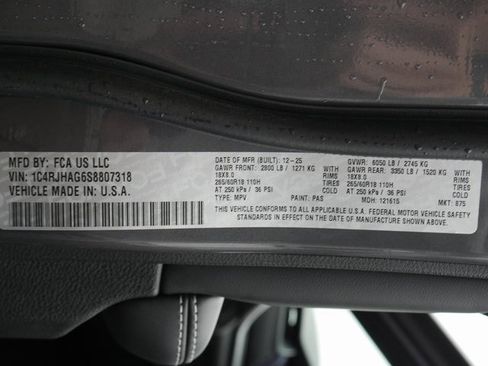 MFD BY: FCA US LLC
VIN: 1C4RJHAG6S8807318
VEHICLE MADE IN: U.S.A.
DATE OF MFR (BUILT): 12-25
GAWR FRONT: 2800 LB / 1271 KG
18X8.0
265/60R18 110H
AT 250 kPa / 36 PSI
TYPE: MPV
WITH
RIMS
TIRES
COLD
PAINT: PAS
GVWR: 6050 LB / 2745 KG
GAWR REAR: 3350 LB / 1520 KG
18X8.0
265/60R18 110H
AT 250 kPa / 36 PSI
MDH: 121615
WITH
RIMS
TIRES
COLD
MKT: 875
THIS VEHICLE CONFORMS TO ALL APPLICABLE U.S.A. FEDERAL MOTOR VEHICLE SAFETY
STANDARDS IN EFFECT ON THE DATE OF MANUFACTURE SHOWN ABOVE.